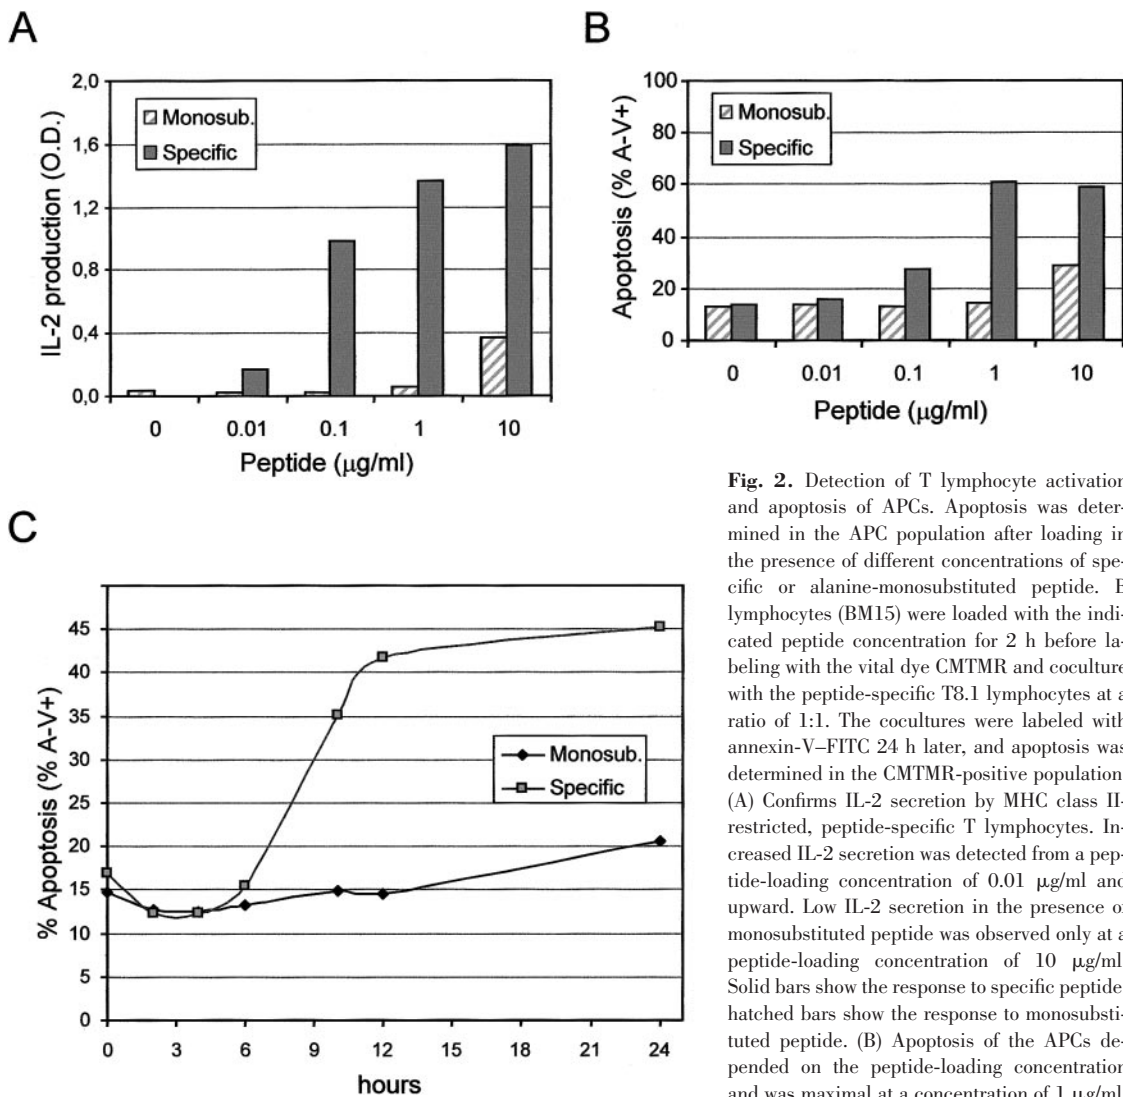 A
2,0
1,6
1,2
0,8
0,4
0,0
IL-2 production (O.D.)
Monosub.
Specific
0 0.01 0.1 1 10
Peptide (μg/ml)
B
100
80
60
40
20
0
Apoptosis (% A-V+)
Monosub.
Specific
0 0.01 0.1 1 10
Peptide (μg/ml)
C
45
40
35
30
25
20
15
10
5
0
% Apoptosis (% A-V+)
Monosub.
Specific
0 3 6 9 12 15 18 21 24
hours
Fig. 2. Detection of T lymphocyte activation
and apoptosis of APCs. Apoptosis was deter-
mined in the APC population after loading in
the presence of different concentrations of spe-
cific or alanine-monosubstituted peptide. B
lymphocytes (BM15) were loaded with the indi-
cated peptide concentration for 2 h before la-
beling with the vital dye CMTMR and coculture
with the peptide-specific T8.1 lymphocytes at a
ratio of 1:1. The cocultures were labeled with
annexin-V–FITC 24 h later, and apoptosis was
determined in the CMTMR-positive population
(A) Confirms IL-2 secretion by MHC class II-
restricted, peptide-specific T lymphocytes. In-
creased IL-2 secretion was detected from a pep-
tide-loading concentration of 0.01 μg/ml and
upward. Low IL-2 secretion in the presence of
monosubstituted peptide was observed only at a
peptide-loading concentration of 10 μg/ml
Solid bars show the response to specific peptide
hatched bars show the response to monosubsti-
tuted peptide. (B) Apoptosis of the APCs de-
pended on the peptide-loading concentration
and was maximal at a concentration of 1 μg/ml